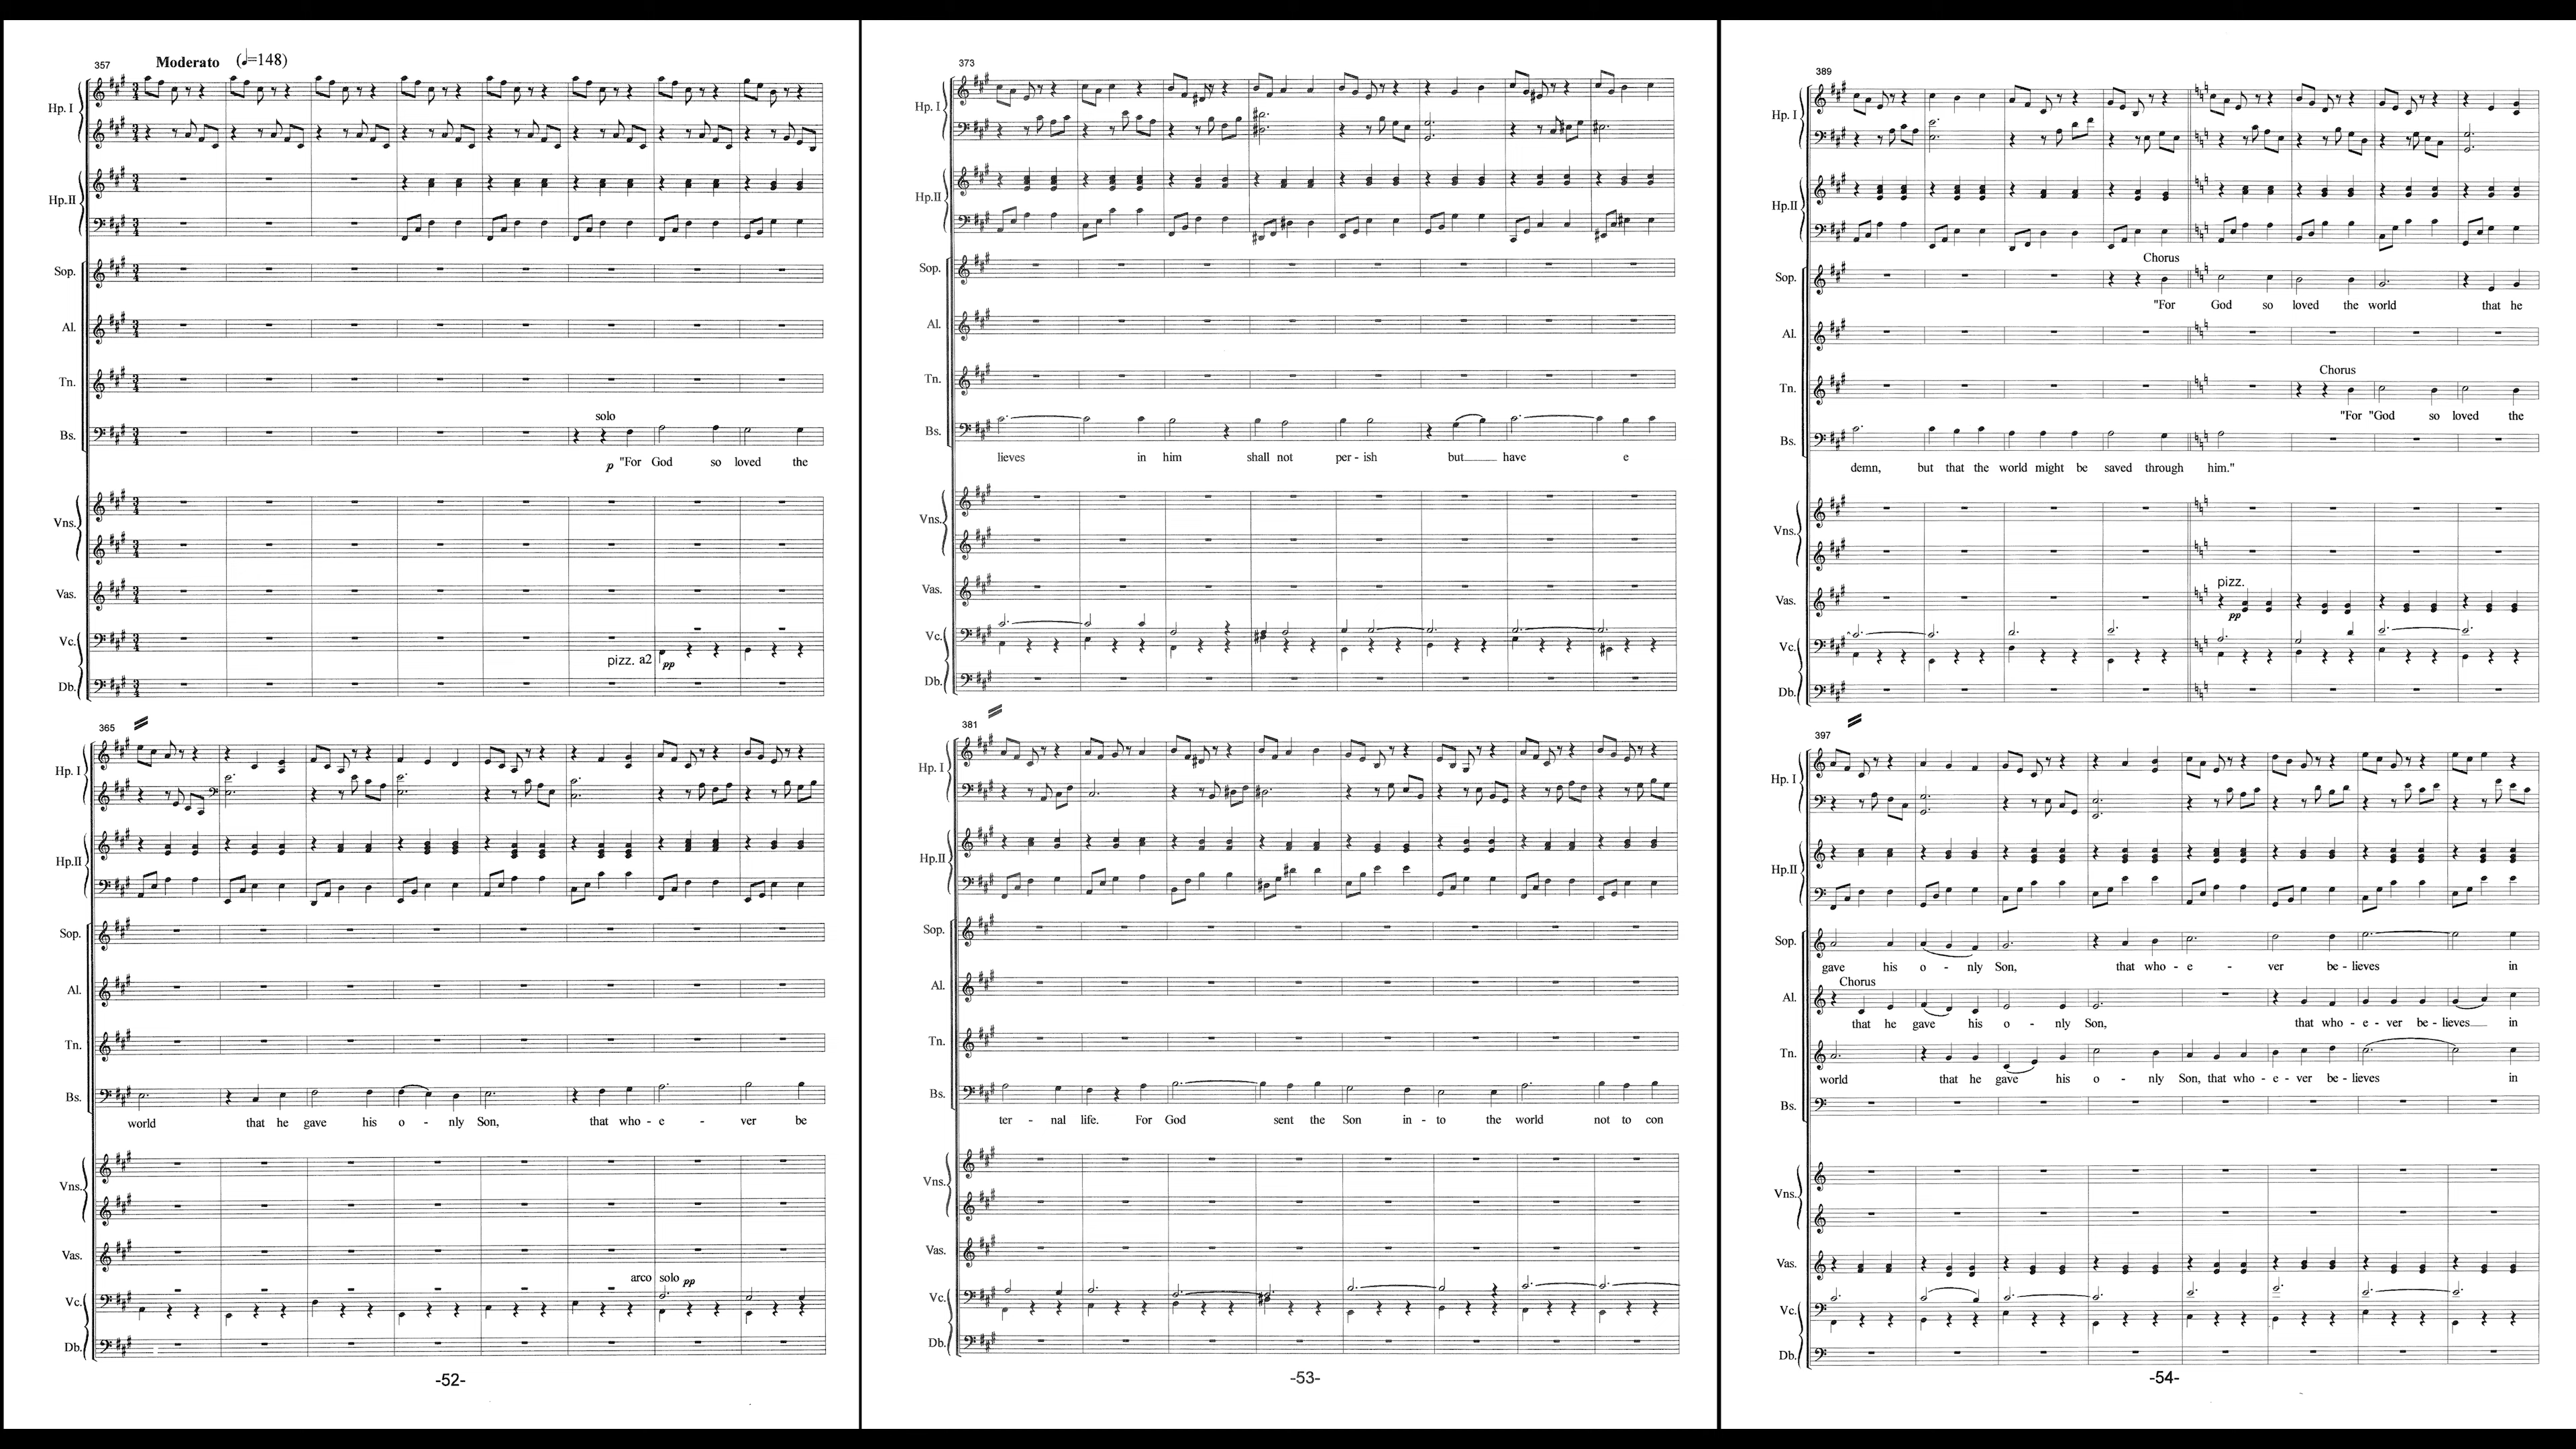 357 Moderato (♩=148)
Hp. I
Hp.II
Sop.
Al.
Tn.
solo
Bs.
p "For God so loved the
Vns.
Vas.
Vc.
pizz. a2 pp
Db.
365
Hp. I
Hp.II
Sop.
Al.
Tn.
Bs.
world that he gave his o - nly Son, that who - e - ver be
Vns.
Vas.
arco solo pp
Vc.
Db.
-52-
373
Hp. I
Hp.II
Sop.
Al.
Tn.
Bs.
lieves in him shall not per - ish but have e
Vns.
Vas.
Vc.
Db.
381
Hp. I
Hp.II
Sop.
Al.
Tn.
Bs.
ter - nal life. For God sent the Son in - to the world not to con
Vns.
Vas.
Vc.
Db.
-53-
389
Hp. I
Hp.II
Chorus
Sop.
"For God so loved the world that he
Al.
Chorus
Tn.
"For "God so loved the
Bs.
demn, but that the world might be saved through him."
Vns.
pizz.
Vas.
pp
Vc.
Db.
397
Hp. I
Hp.II
Sop.
gave his o - nly Son, that who - e - ver be - lieves in
Chorus
Al.
that he gave his o - nly Son, that who - e - ver be - lieves in
Tn.
world that he gave his o - nly Son, that who - e - ver be - lieves in
Bs.
Vns.
Vas.
Vc.
Db.
-54-